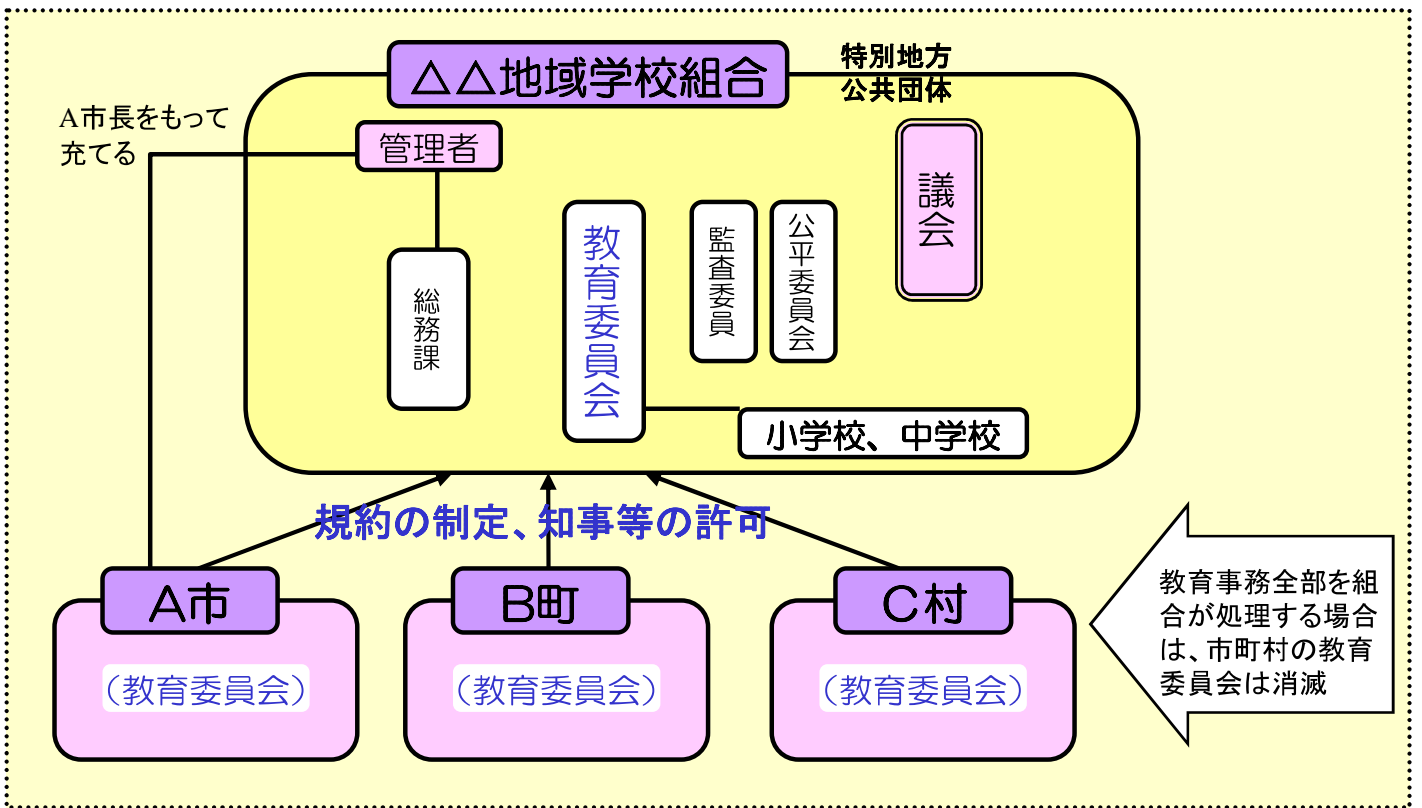 △△地域学校組合
特別地方
公共団体
A市長をもって
充てる
管理者
総務課
教育委員会
監査委員
公平委員会
議会
小学校、中学校
規約の制定、知事等の許可
A市
B町
C村
（教育委員会）
（教育委員会）
（教育委員会）
教育事務全部を組
合が処理する場合
は、市町村の教育
委員会は消滅